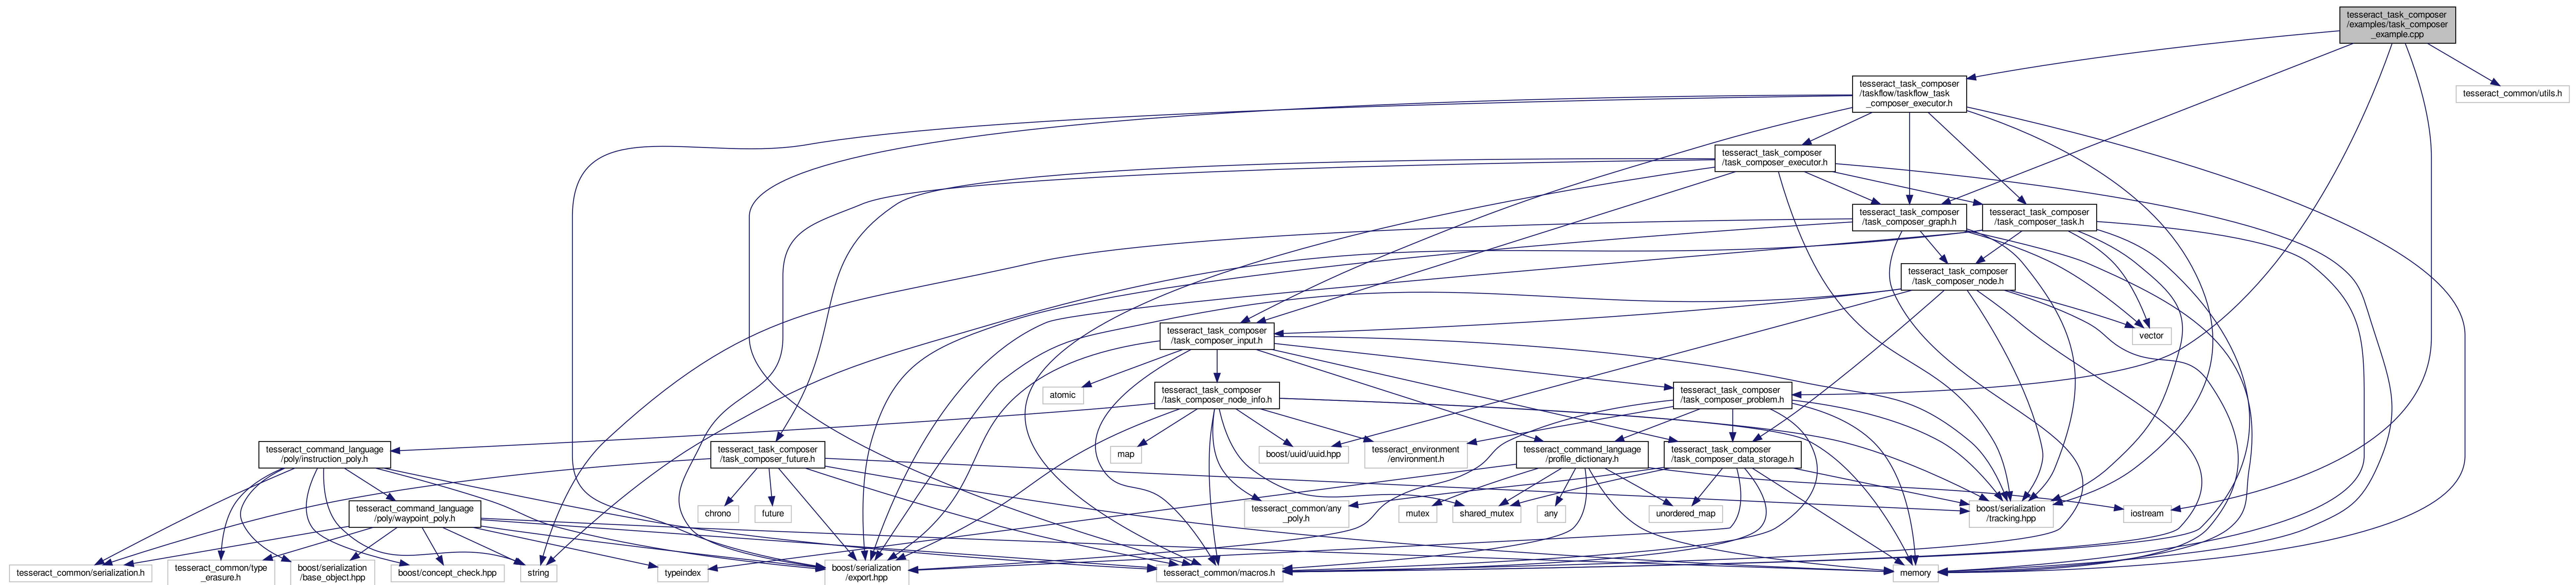 tesseract_task_composer
/examples/task_composer
_example.cpp
tesseract_task_composer
/taskflow/taskflow_task
_composer_executor.h
tesseract_common/utils.h
tesseract_task_composer
/task_composer_executor.h
tesseract_task_composer
/task_composer_graph.h
tesseract_task_composer
/task_composer_task.h
tesseract_task_composer
/task_composer_node.h
tesseract_task_composer
/task_composer_input.h
vector
atomic
tesseract_task_composer
/task_composer_node_info.h
tesseract_task_composer
/task_composer_problem.h
tesseract_command_language
/poly/instruction_poly.h
tesseract_task_composer
/task_composer_future.h
map
boost/uuid/uuid.hpp
tesseract_environment
/environment.h
tesseract_command_language
/profile_dictionary.h
tesseract_task_composer
/task_composer_data_storage.h
tesseract_command_language
/poly/waypoint_poly.h
chrono
future
tesseract_common/any
_poly.h
mutex
shared_mutex
any
unordered_map
boost/serialization
/tracking.hpp
iostream
tesseract_common/serialization.h
tesseract_common/type
_erasure.h
boost/serialization
/base_object.hpp
boost/concept_check.hpp
string
typeindex
boost/serialization
/export.hpp
tesseract_common/macros.h
memory